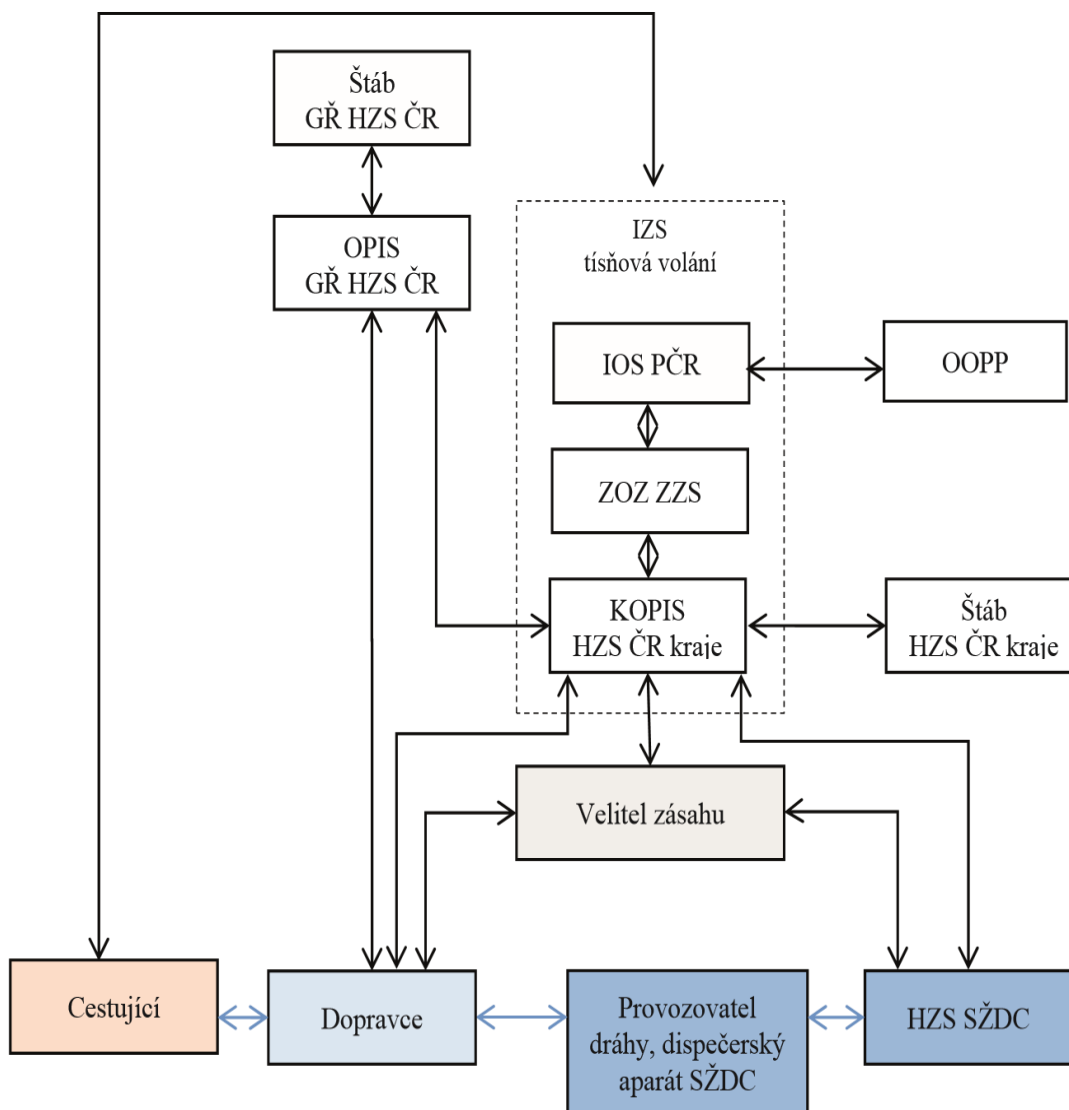 Štáb
GŘ HZS ČR
OPIS
GŘ HZS ČR
IZS
tísňová volání
IOS PČR
OOPP
ZOZ ZZS
KOPIS
HZS ČR kraje
Štáb
HZS ČR kraje
Velitel zásahu
Cestující
Dopravce
Provozovatel
dráhy, dispečerský
aparát SŽDC
HZS SŽDC